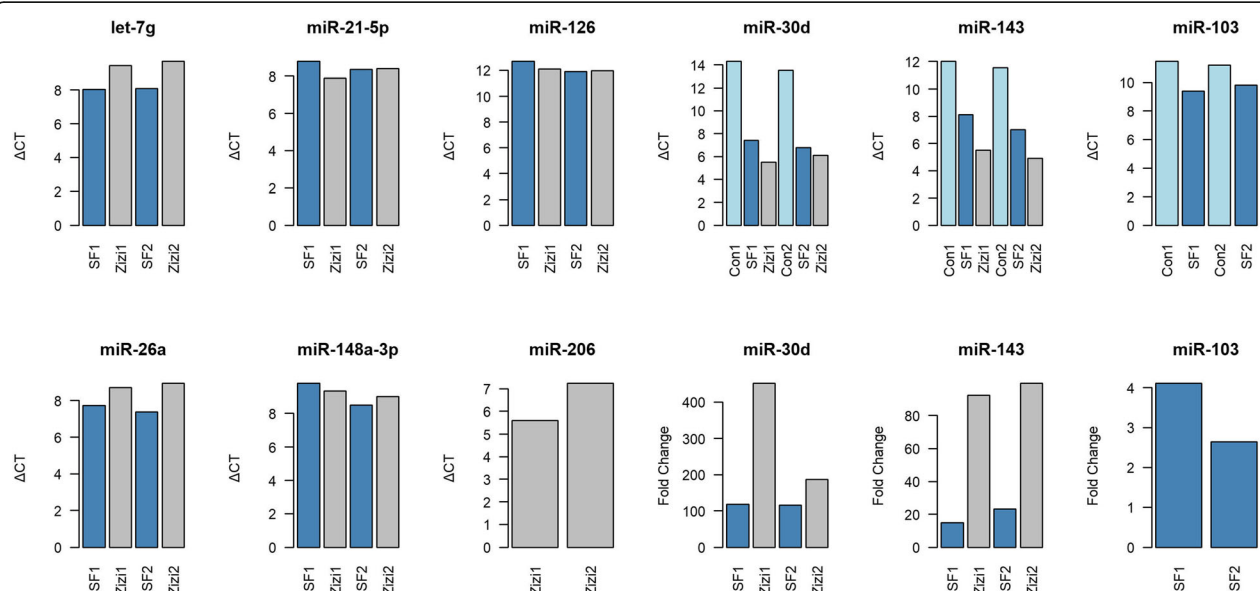 let-7g
miR-21-5p
miR-126
miR-30d
miR-143
miR-103
ΔCT
8
6
4
2
0
SF1
Zizi1
SF2
Zizi2
ΔCT
8
6
4
2
0
SF1
Zizi1
SF2
Zizi2
ΔCT
12
10
8
6
4
2
0
SF1
Zizi1
SF2
Zizi2
ΔCT
14
12
10
8
6
4
2
0
Con1
SF1
Zizi1
Con2
SF2
Zizi2
ΔCT
12
10
8
6
4
2
0
Con1
SF1
Zizi1
Con2
SF2
Zizi2
ΔCT
10
8
6
4
2
0
Con1
SF1
Con2
SF2
miR-26a
miR-148a-3p
miR-206
miR-30d
miR-143
miR-103
ΔCT
8
6
4
2
0
SF1
Zizi1
SF2
Zizi2
ΔCT
8
6
4
2
0
SF1
Zizi1
SF2
Zizi2
ΔCT
7
6
5
4
3
2
1
0
Zizi1
Zizi2
Fold Change
400
300
200
100
0
SF1
Zizi1
SF2
Zizi2
Fold Change
80
60
40
20
0
SF1
Zizi1
SF2
Zizi2
Fold Change
4
3
2
1
0
SF1
SF2